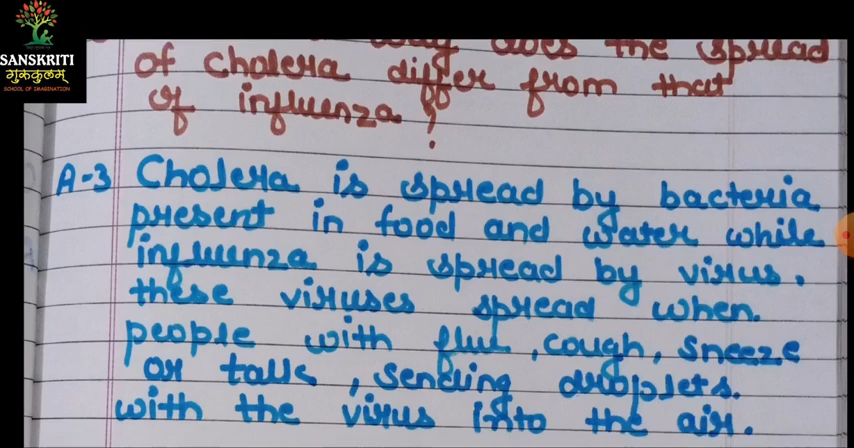 SANSKRITI
गुरुकुलम्
SCHOOL OF IMAGINATION
way does the spread
of cholera differ from that
of influenza?
A-3 Cholera is spread by bacteria
present in food and water while
influenza is spread by virus.
these viruses spread when.
people with flu , cough, sneeze
or talk , sending droplets.
with the virus into the air.